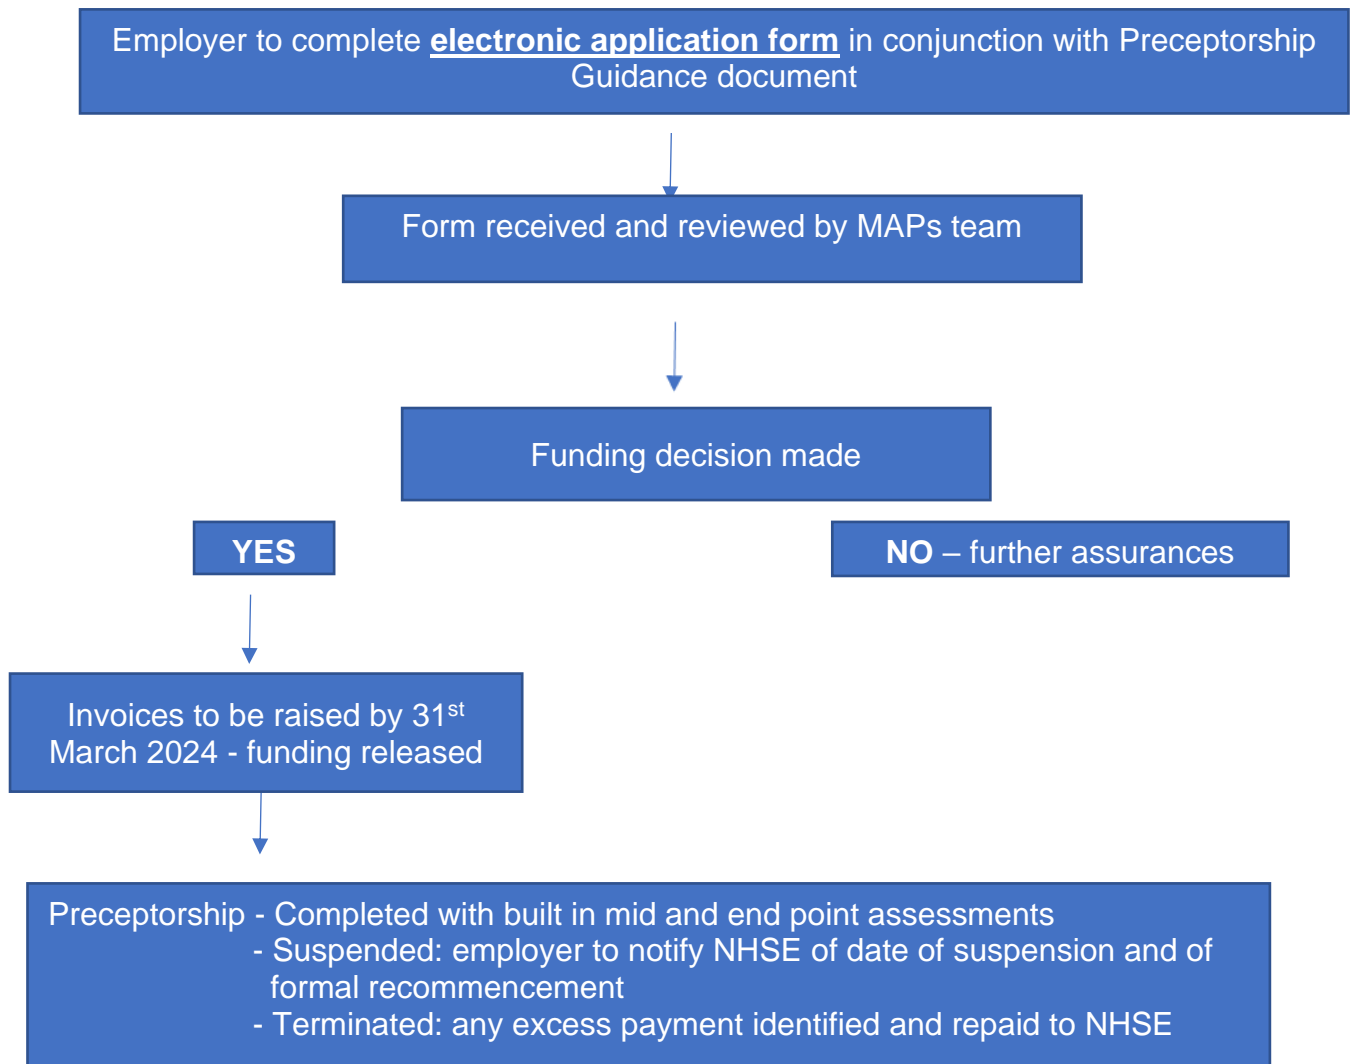 Employer to complete electronic application form in conjunction with Preceptorship
Guidance document
Form received and reviewed by MAPs team
Funding decision made
YES
NO – further assurances
Invoices to be raised by 31st
March 2024 - funding released
Preceptorship - Completed with built in mid and end point assessments
- Suspended: employer to notify NHSE of date of suspension and of
formal recommencement
- Terminated: any excess payment identified and repaid to NHSE